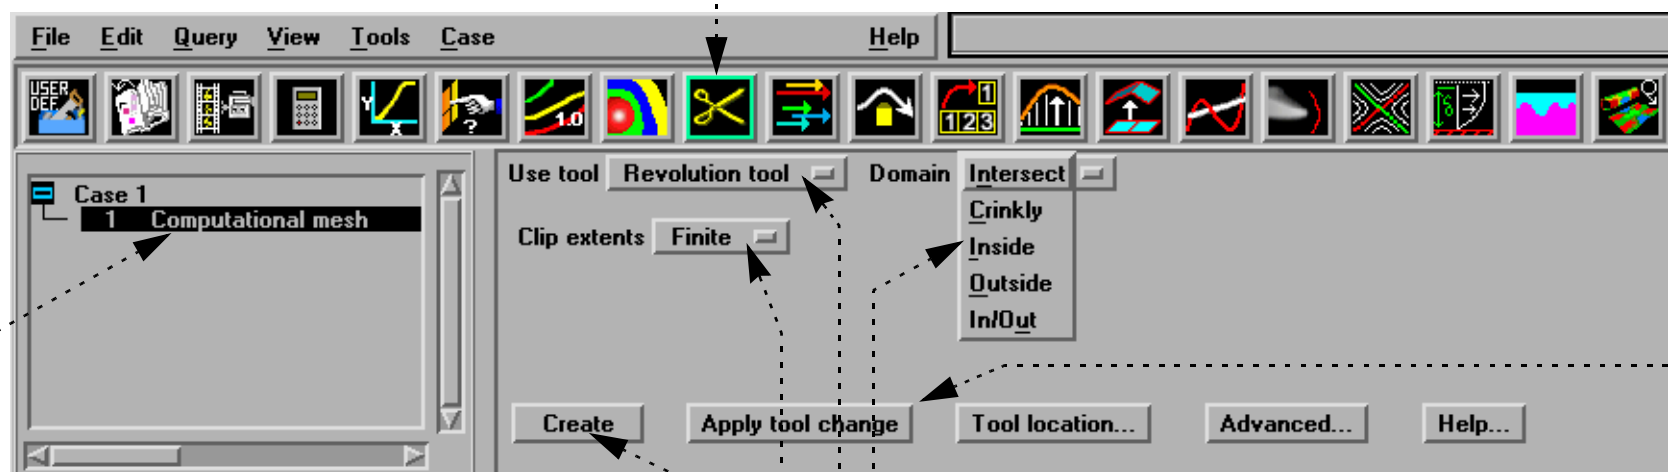 File Edit Query View Tools Case Help
USER DEF
Y X
?
1.0
1
1 2 3
δ
Case 1
1 Computational mesh
Use tool Revolution tool Domain Intersect
Crinkly
Clip extents Finite
Inside
Outside
In/Out
Create Apply tool change Tool location... Advanced... Help...